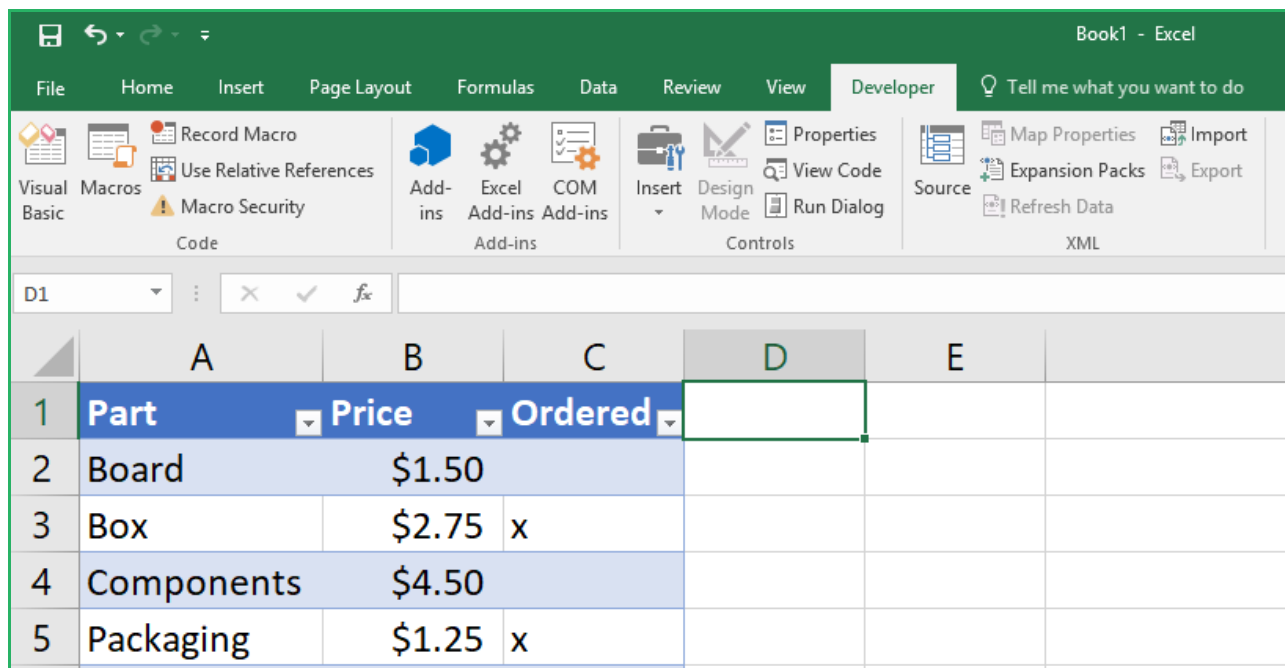 Book1 - Excel
File Home Insert Page Layout Formulas Data Review View Developer Tell me what you want to do
Record Macro Properties Map Properties Import
Use Relative References View Code Expansion Packs Export
Visual Basic Macros Macro Security Add-ins Excel Add-ins COM Add-ins Insert Design Mode Run Dialog Source Refresh Data
Code Add-ins Controls XML
D1 fx
A B C D E
1 Part Price Ordered
2 Board $1.50
3 Box $2.75 x
4 Components $4.50
5 Packaging $1.25 x